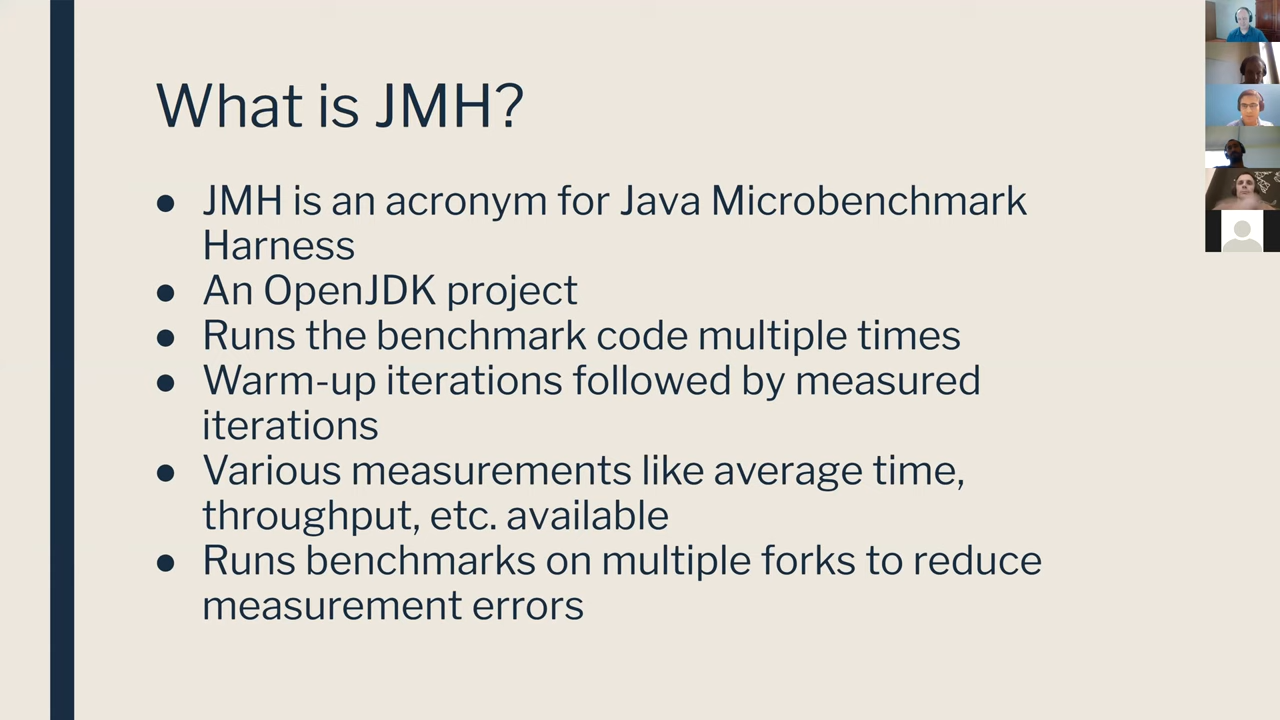 What is JMH?
● JMH is an acronym for Java Microbenchmark
Harness
● An OpenJDK project
● Runs the benchmark code multiple times
● Warm-up iterations followed by measured
iterations
● Various measurements like average time,
throughput, etc. available
● Runs benchmarks on multiple forks to reduce
measurement errors